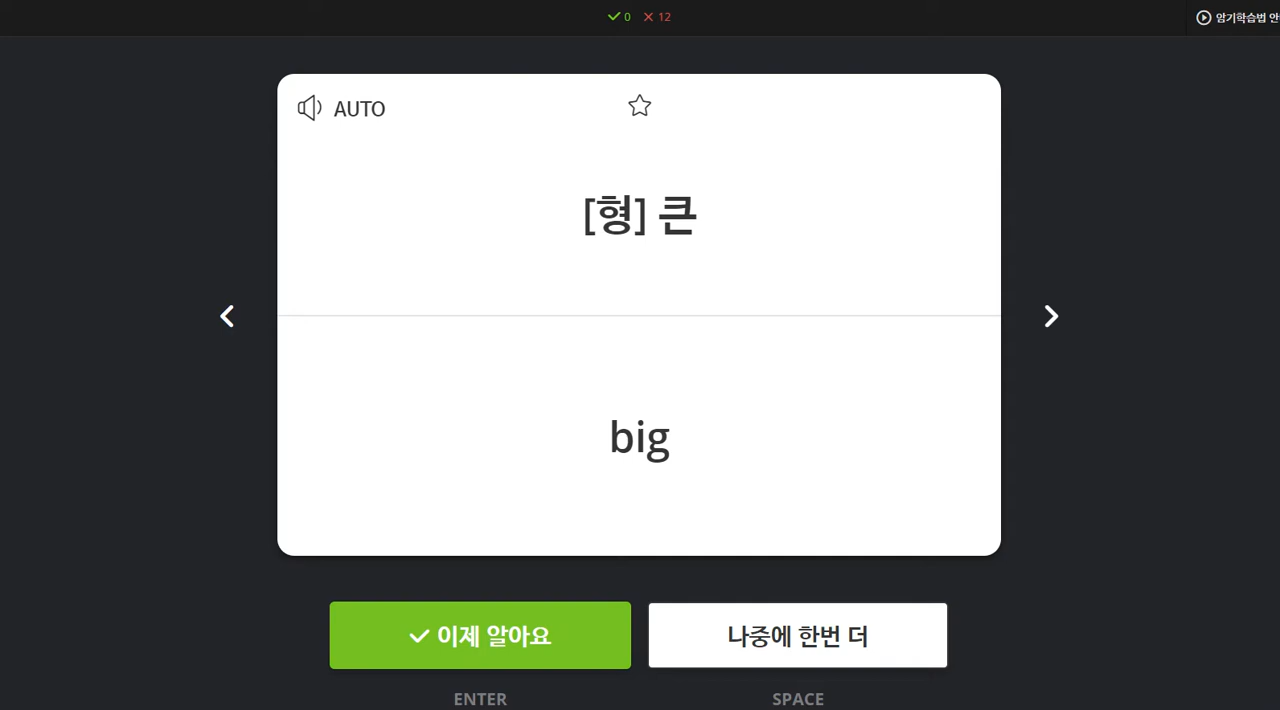 0 12
암기학습법 안
AUTO
[형] 큰
big
이제 알아요
나중에 한번 더
ENTER
SPACE